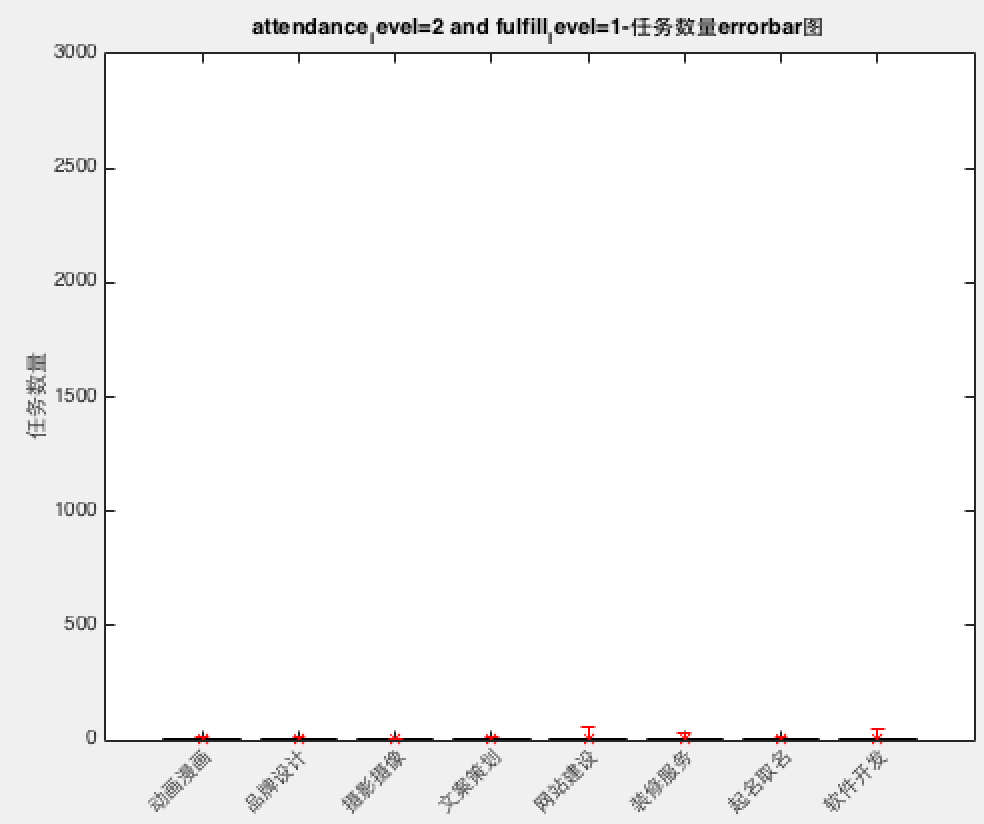 attendance_level=2 and fulfill_level=1-任务数量errorbar图
3000
2500
2000
1500
1000
500
0
任务数量
动画漫画
品牌设计
摄影摄像
文案策划
网站建设
装修服务
起名取名
软件开发